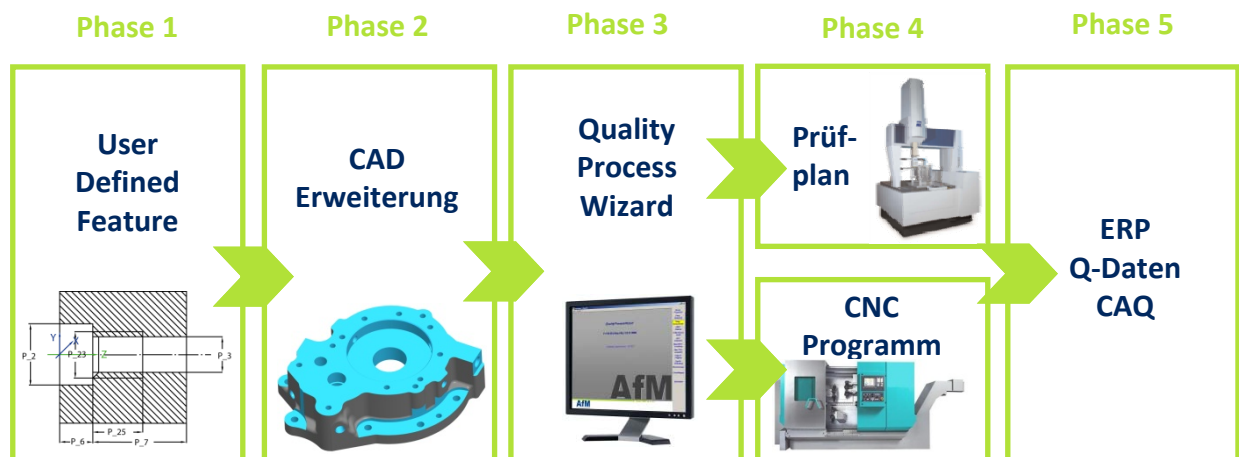 Phase 1
Phase 2
Phase 3
Phase 4
Phase 5
User
Defined
Feature
Y
X
Z
P_2
P_23
P_3
P_25
P_6
P_7
CAD
Erweiterung
Quality
Process
Wizard
AfM
Prüf-
plan
CNC
Programm
ERP
Q-Daten
CAQ